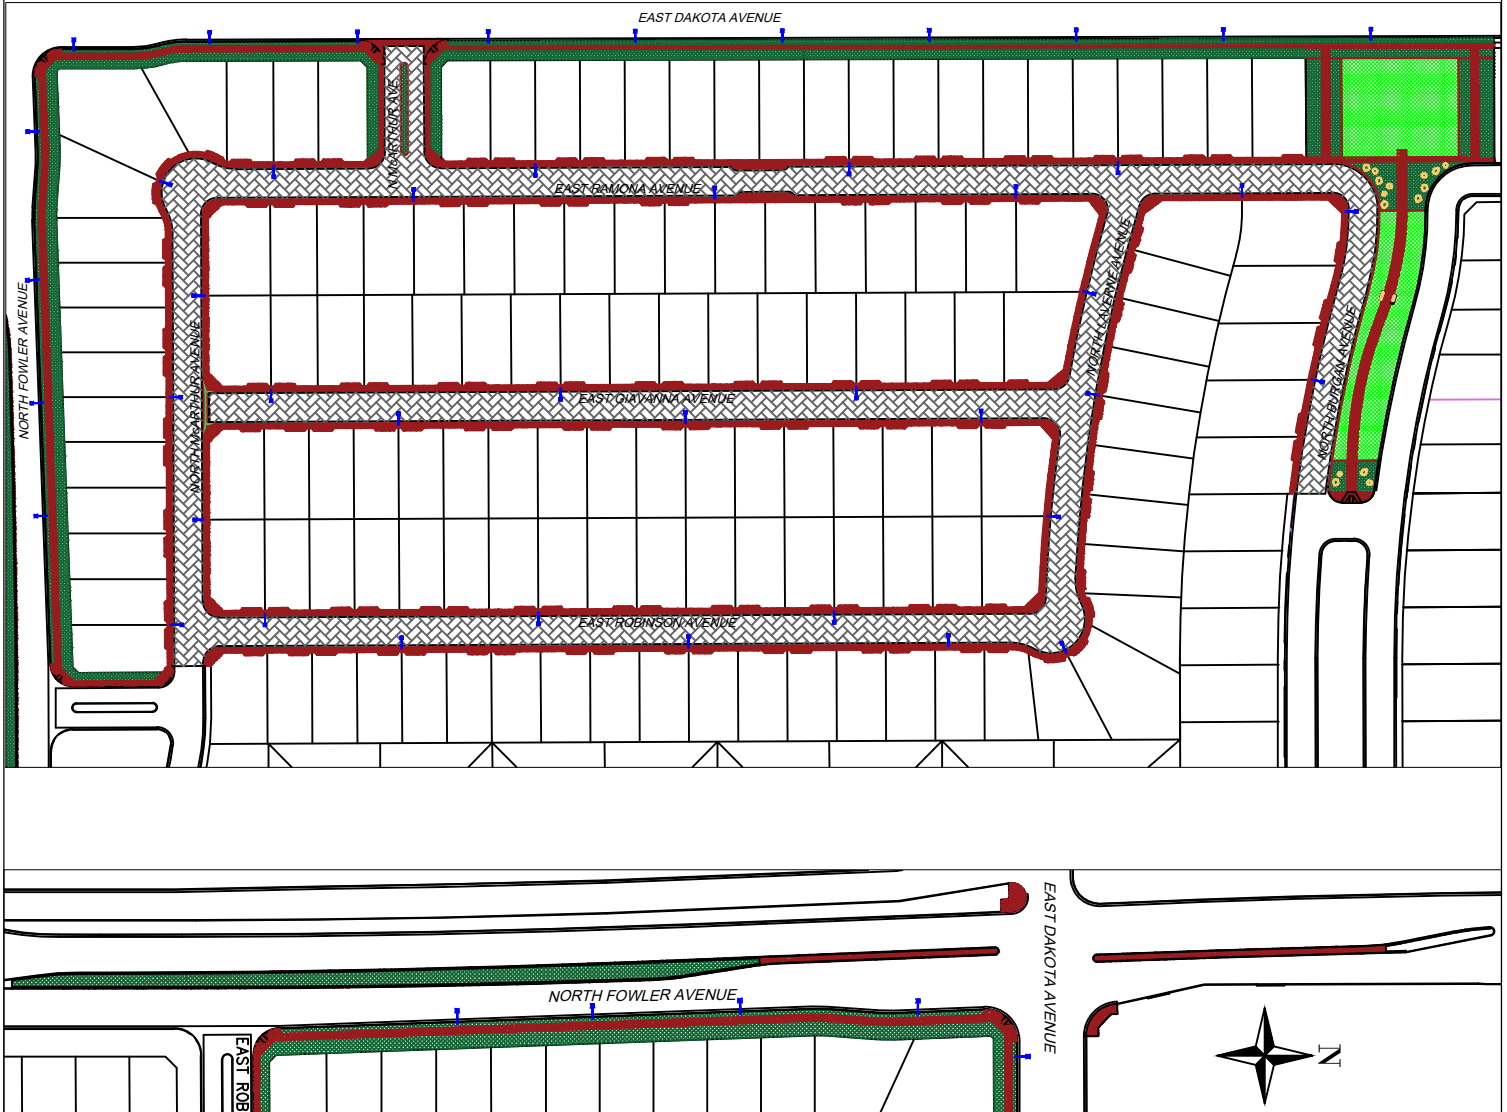 EAST DAKOTA AVENUE
N MCARTHUR AVE
EAST RAMONA AVENUE
NORTH LAVERNE AVENUE
NORTH FOWLER AVENUE
NORTH MCARTHUR AVENUE
NORTH BURGAN AVENUE
EAST GIAVANNA AVENUE
EAST ROBINSON AVENUE
EAST DAKOTA AVENUE
NORTH FOWLER AVENUE
EAST ROB
N